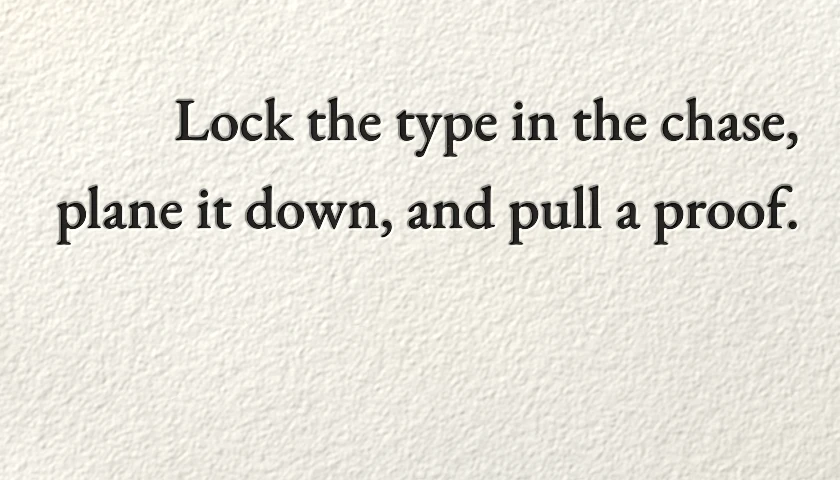 Lock the type in the chase,
plane it down, and pull a proof.